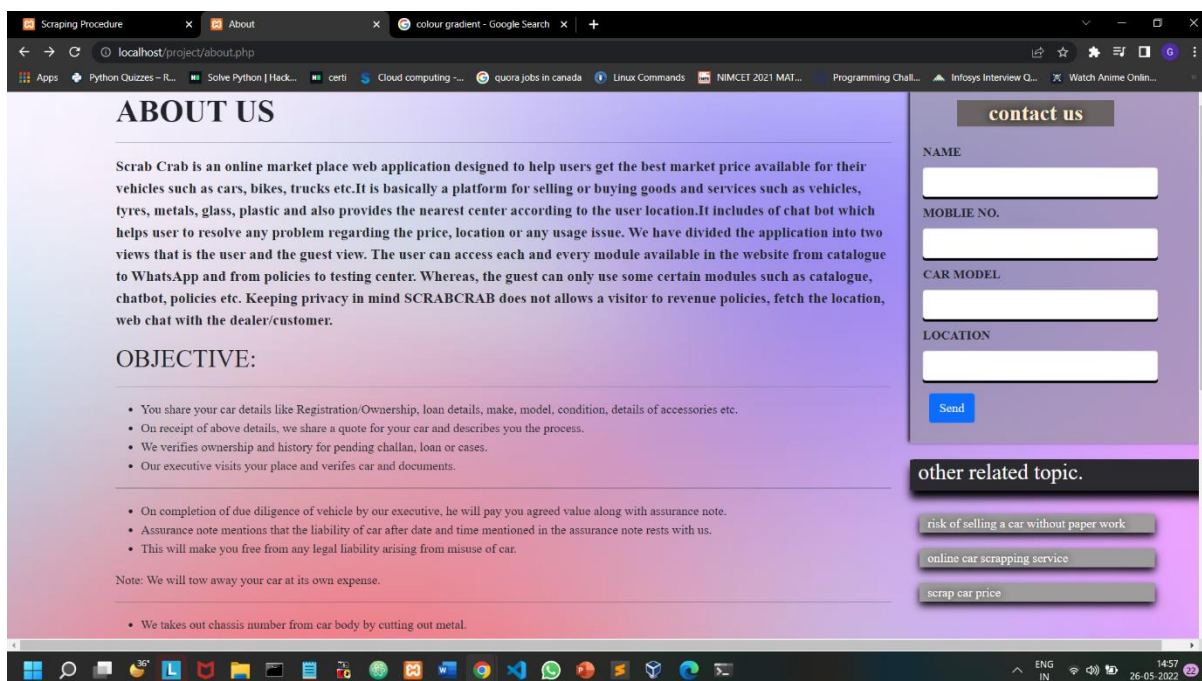 Scraping Procedure
About
colour gradient - Google Search
localhost/project/about.php
G
Apps
Python Quizzes – R...
Solve Python | Hack...
certi
Cloud computing -...
quora jobs in canada
Linux Commands
NIMCET 2021 MAT...
Programming Chall...
Infosys Interview Q...
Watch Anime Onlin...
ABOUT US
Scrab Crab is an online market place web application designed to help users get the best market price available for their
vehicles such as cars, bikes, trucks etc.It is basically a platform for selling or buying goods and services such as vehicles,
tyres, metals, glass, plastic and also provides the nearest center according to the user location.It includes of chat bot which
helps user to resolve any problem regarding the price, location or any usage issue. We have divided the application into two
views that is the user and the guest view. The user can access each and every module available in the website from catalogue
to WhatsApp and from policies to testing center. Whereas, the guest can only use some certain modules such as catalogue,
chatbot, policies etc. Keeping privacy in mind SCRABCRAB does not allows a visitor to revenue policies, fetch the location,
web chat with the dealer/customer.
OBJECTIVE:
• You share your car details like Registration/Ownership, loan details, make, model, condition, details of accessories etc.
• On receipt of above details, we share a quote for your car and describes you the process.
• We verifies ownership and history for pending challan, loan or cases.
• Our executive visits your place and verifes car and documents.
• On completion of due diligence of vehicle by our executive, he will pay you agreed value along with assurance note.
• Assurance note mentions that the liability of car after date and time mentioned in the assurance note rests with us.
• This will make you free from any legal liability arising from misuse of car.
Note: We will tow away your car at its own expense.
• We takes out chassis number from car body by cutting out metal.
contact us
NAME
MOBLIE NO.
CAR MODEL
LOCATION
Send
other related topic.
risk of selling a car without paper work
online car scrapping service
scrap car price
36°
ENG
IN
14:57
26-05-2022
22